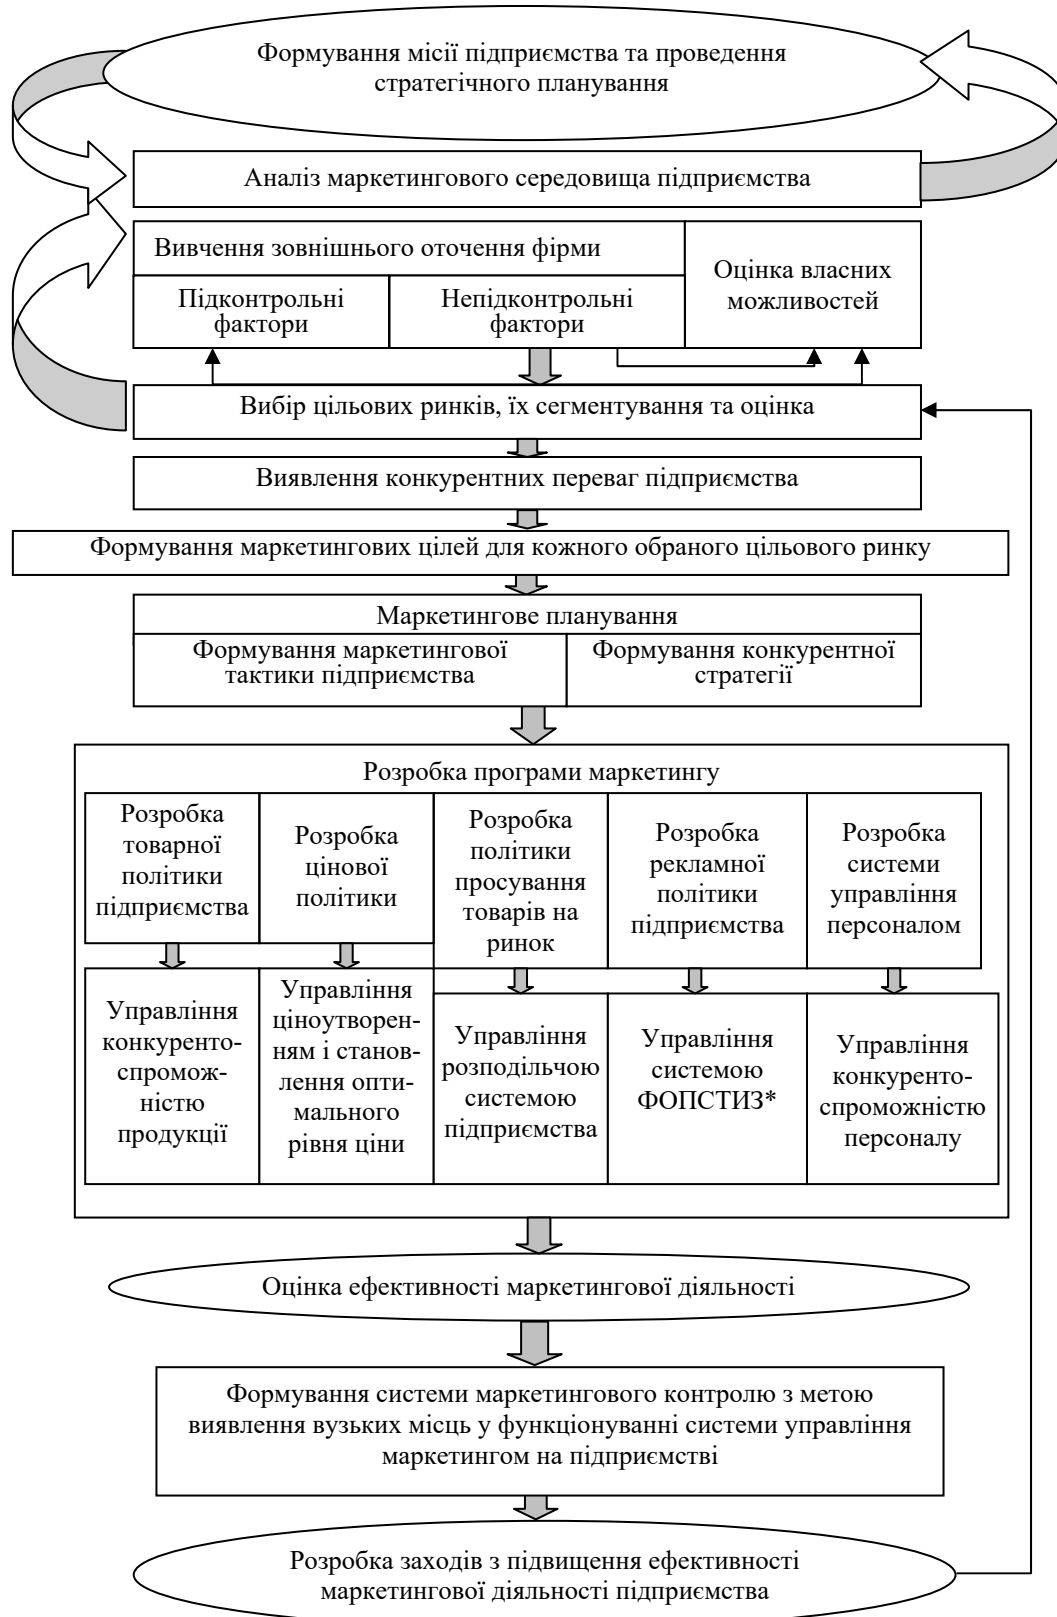 Формування місії підприємства та проведення
стратегічного планування
Аналіз маркетингового середовища підприємства
Вивчення зовнішнього оточення фірми
Оцінка власних
можливостей
Підконтрольні
фактори
Непідконтрольні
фактори
Вибір цільових ринків, їх сегментування та оцінка
Виявлення конкурентних переваг підприємства
Формування маркетингових цілей для кожного обраного цільового ринку
Маркетингове планування
Формування маркетингової
тактики підприємства
Формування конкурентної
стратегії
Розробка програми маркетингу
Розробка
товарної
політики
підприємства
Розробка
цінової
політики
Розробка
політики
просування
товарів на
ринок
Розробка
рекламної
політики
підприємства
Розробка
системи
управління
персоналом
Управління
конкуренто-
спромож-
ністю
продукції
Управління
ціноутворен-
ням і станов-
лення опти-
мального
рівня ціни
Управління
розподільчою
системою
підприємства
Управління
системою
ФОПСТИЗ*
Управління
конкуренто-
спроможністю
персоналу
Оцінка ефективності маркетингової діяльності
Формування системи маркетингового контролю з метою
виявлення вузьких місць у функціонуванні системи управління
маркетингом на підприємстві
Розробка заходів з підвищення ефективності
маркетингової діяльності підприємства